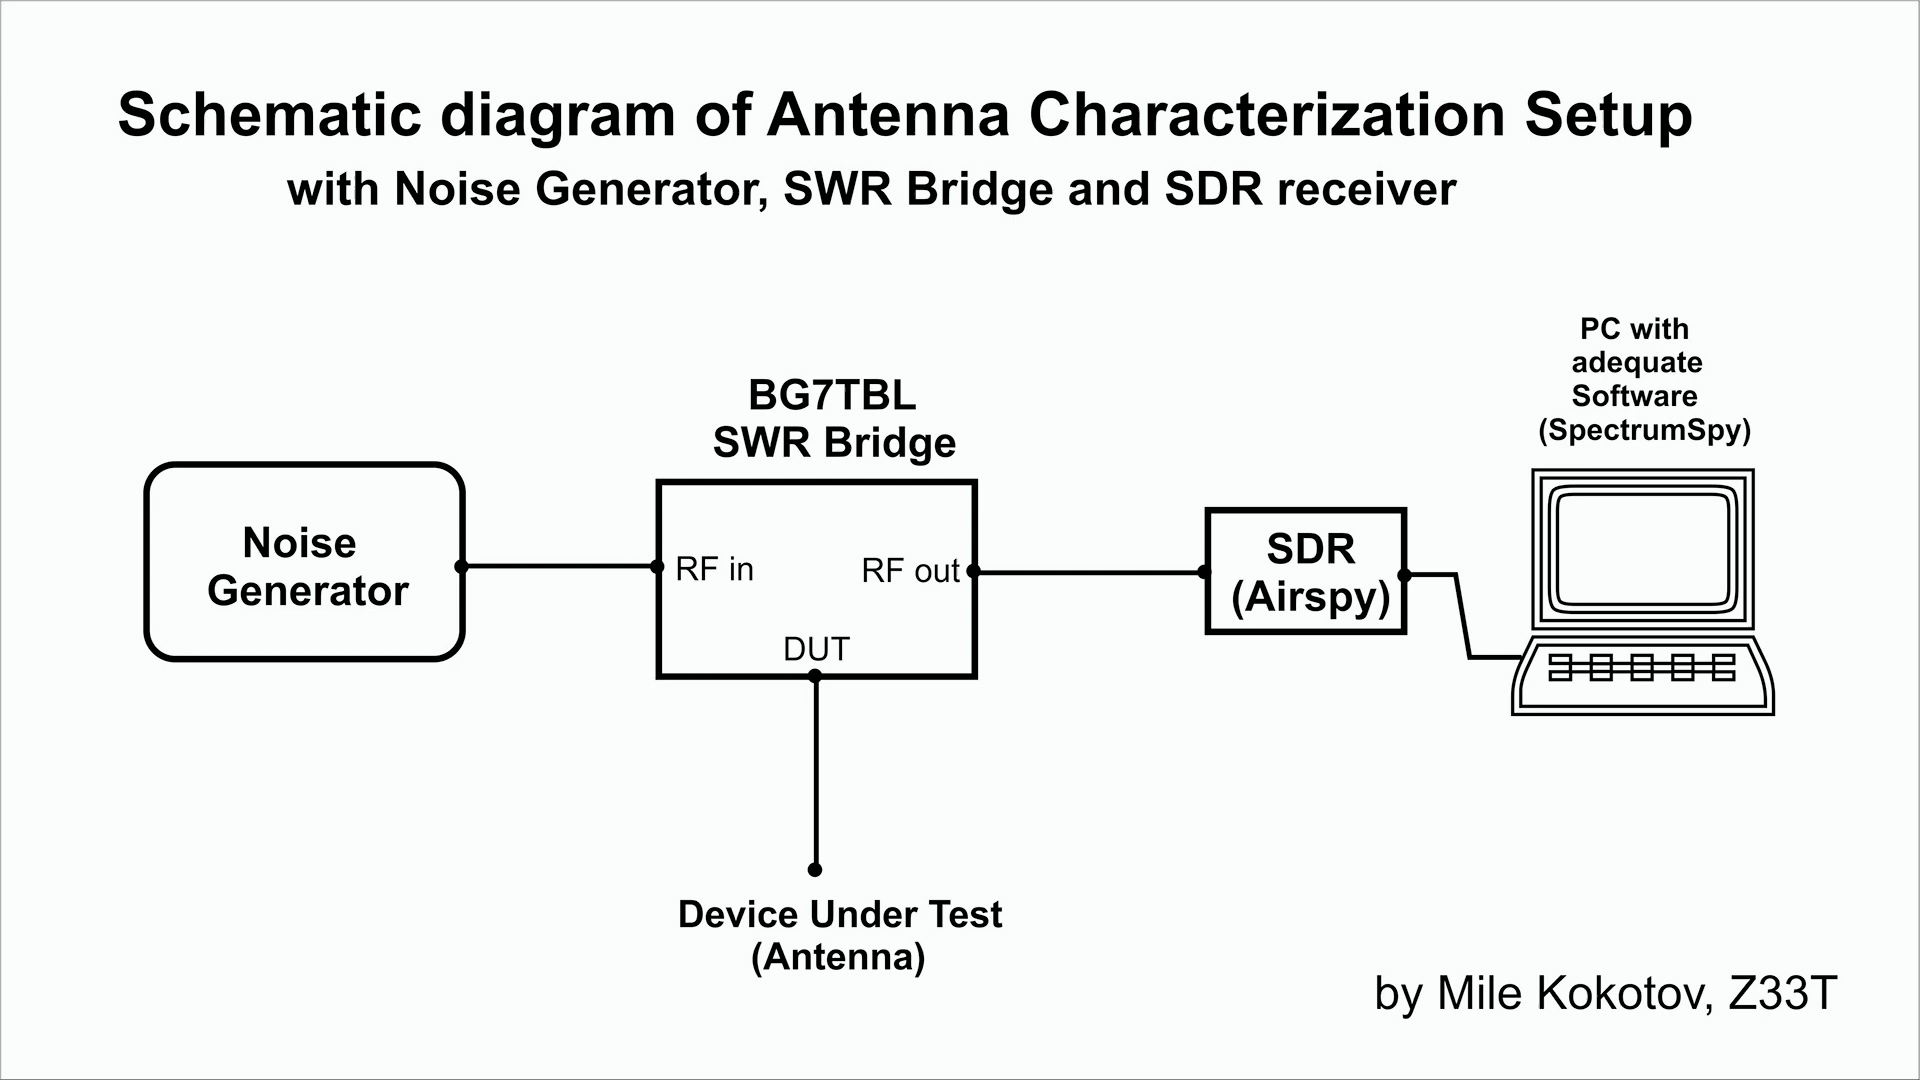 Schematic diagram of Antenna Characterization Setup
with Noise Generator, SWR Bridge and SDR receiver
PC with
adequate
Software
(SpectrumSpy)
BG7TBL
SWR Bridge
Noise
Generator
RF in
RF out
DUT
SDR
(Airspy)
Device Under Test
(Antenna)
by Mile Kokotov, Z33T